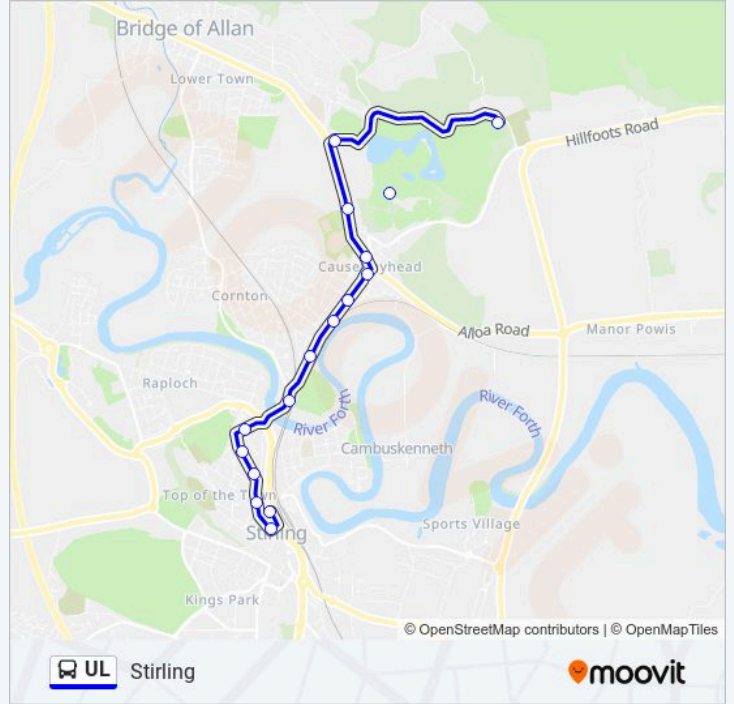 Bridge of Allan
Lower Town
Hillfoots Road
Causewayhead
Cornton
Alloa Road
Manor Powis
Raploch
River Forth
River Forth
Cambuskenneth
Top of the Town
Sports Village
Stirling
Kings Park
© OpenStreetMap contributors | © OpenMapTiles
UL Stirling
moovit